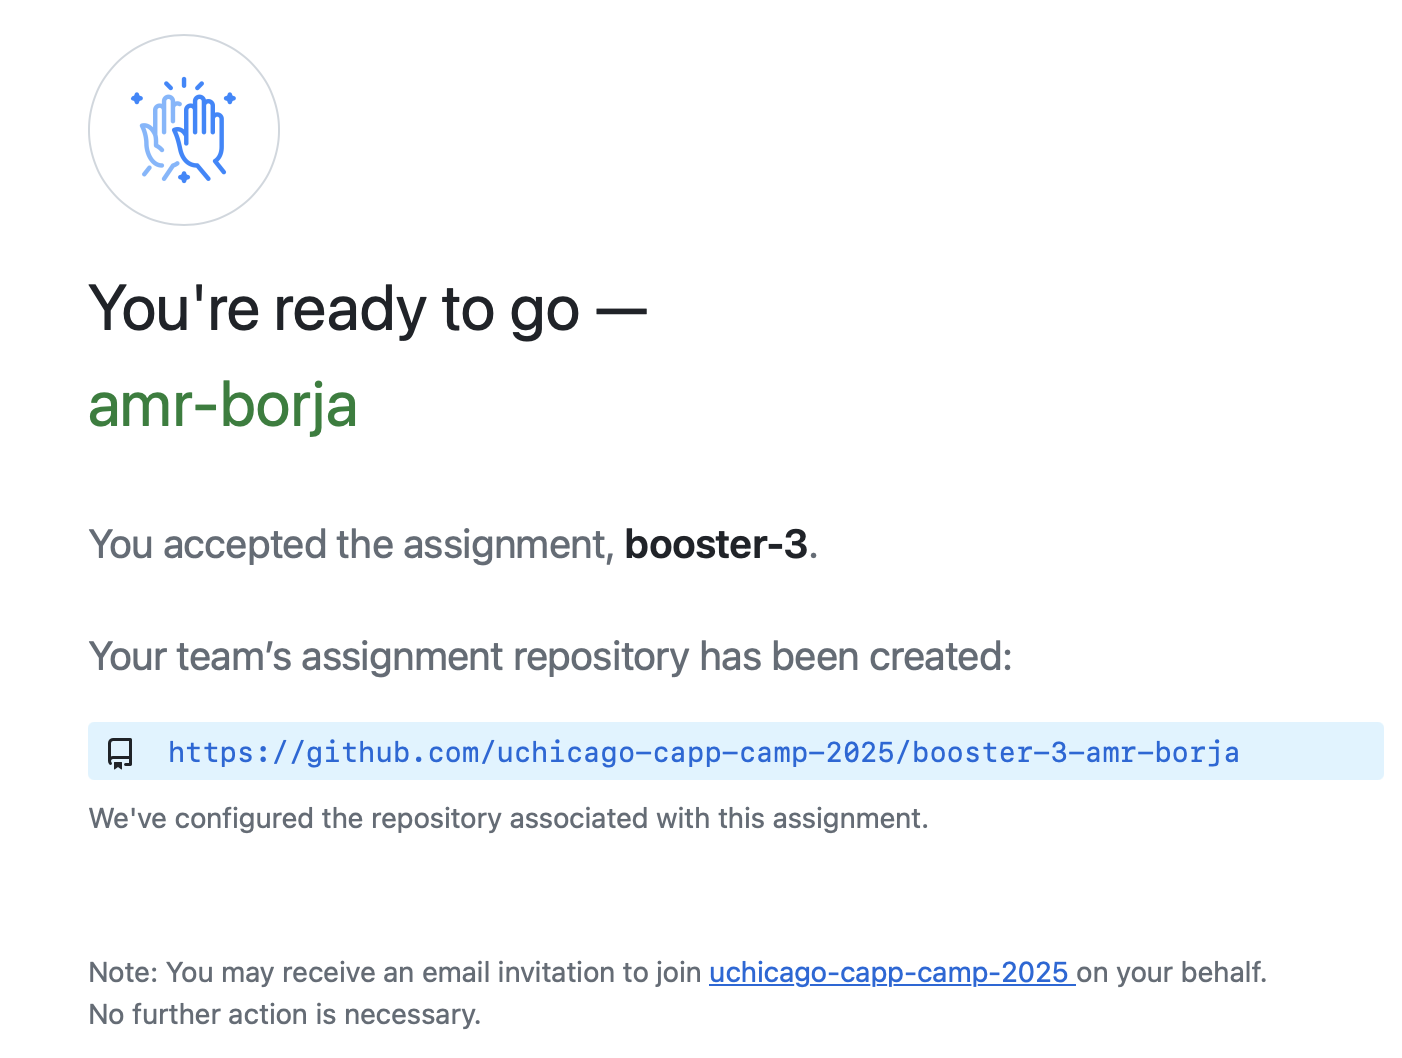 You're ready to go —
amr-borja
You accepted the assignment, booster-3.
Your team’s assignment repository has been created:
https://github.com/uchicago-capp-camp-2025/booster-3-amr-borja
We've configured the repository associated with this assignment.
Note: You may receive an email invitation to join uchicago-capp-camp-2025 on your behalf.
No further action is necessary.